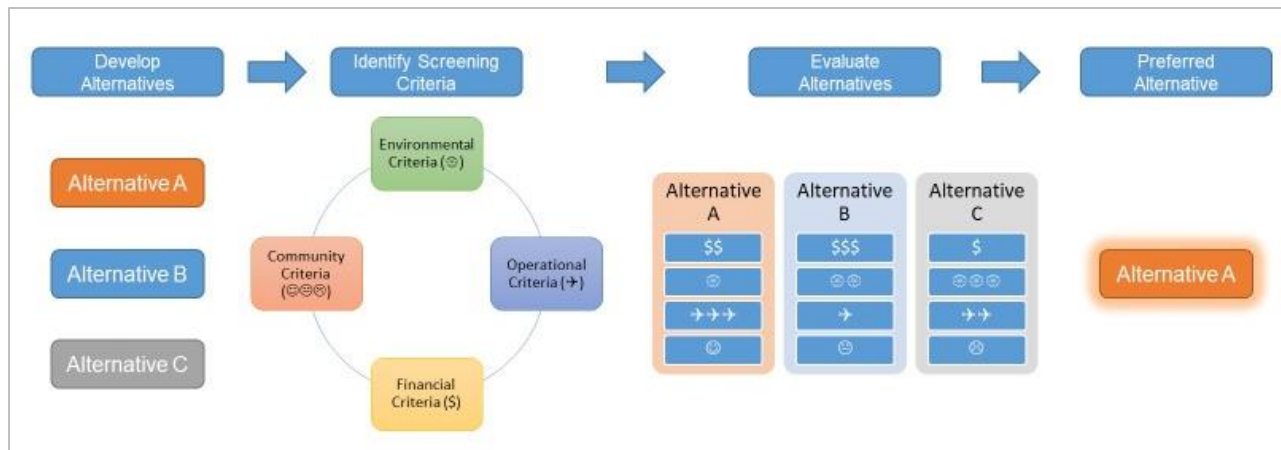 Develop
Alternatives
Identify Screening
Criteria
Evaluate
Alternatives
Preferred
Alternative
Alternative A
Alternative B
Alternative C
Environmental
Criteria (֍)
Community
Criteria
(☺😐☹)
Operational
Criteria (✈)
Financial
Criteria ($)
Alternative
A
$$
֍
✈✈✈
☺
Alternative
B
$$$
֍֍
✈
😐
Alternative
C
$
֍֍֍
✈✈
☹
Alternative A